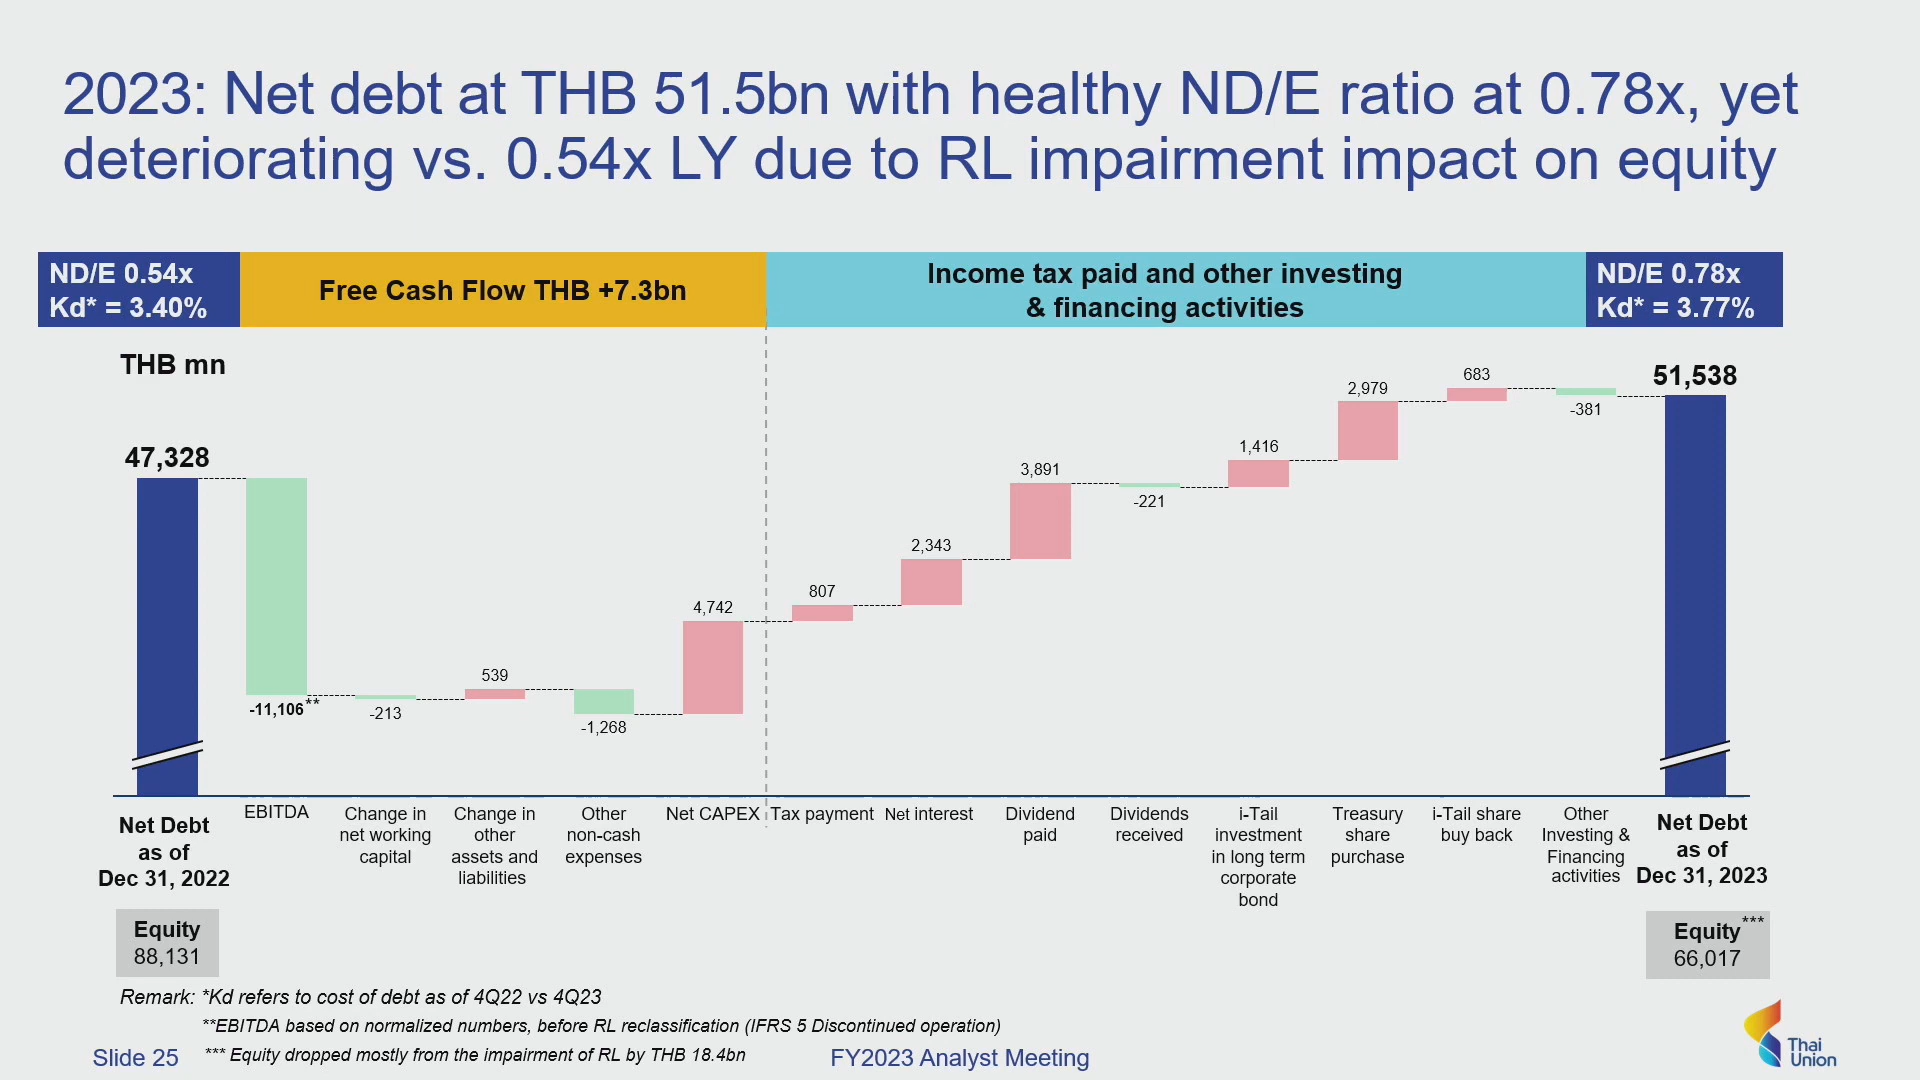 2023: Net debt at THB 51.5bn with healthy ND/E ratio at 0.78x, yet
deteriorating vs. 0.54x LY due to RL impairment impact on equity
ND/E 0.54x
Kd* = 3.40%
Free Cash Flow THB +7.3bn
Income tax paid and other investing
& financing activities
ND/E 0.78x
Kd* = 3.77%
THB mn
47,328
-11,106**
-213
539
-1,268
4,742
807
2,343
3,891
-221
1,416
2,979
683
-381
51,538
Net Debt
as of
Dec 31, 2022
EBITDA
Change in
net working
capital
Change in
other
assets and
liabilities
Other
non-cash
expenses
Net CAPEX
Tax payment
Net interest
Dividend
paid
Dividends
received
i-Tail
investment
in long term
corporate
bond
Treasury
share
purchase
i-Tail share
buy back
Other
Investing &
Financing
activities
Net Debt
as of
Dec 31, 2023
Equity
88,131
Equity***
66,017
Remark: *Kd refers to cost of debt as of 4Q22 vs 4Q23
**EBITDA based on normalized numbers, before RL reclassification (IFRS 5 Discontinued operation)
*** Equity dropped mostly from the impairment of RL by THB 18.4bn
Slide 25
FY2023 Analyst Meeting
Thai
Union